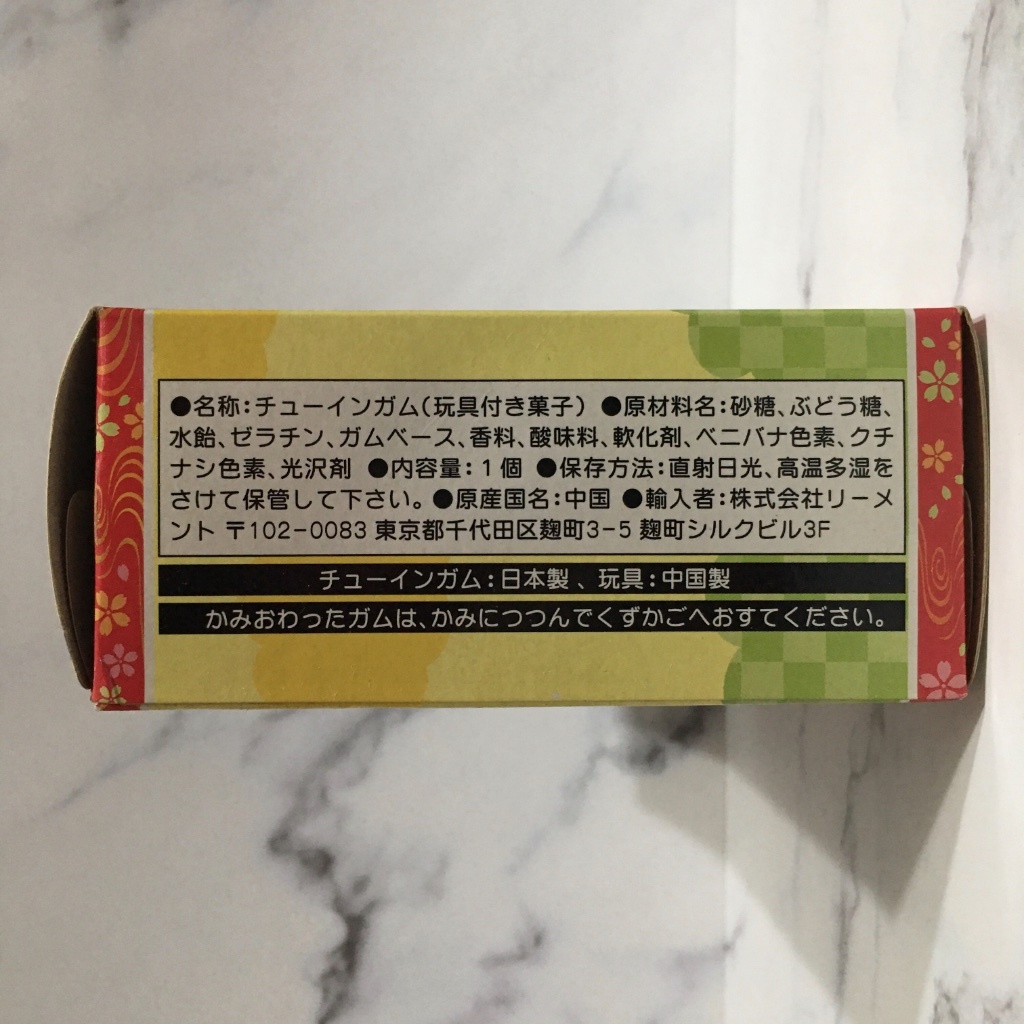 ●名称:チューインガム(玩具付き菓子) ●原材料名:砂糖、ぶどう糖、
水飴、ゼラチン、ガムベース、香料、酸味料、軟化剤、ベニバナ色素、クチ
ナシ色素、光沢剤 ●内容量:1個 ●保存方法:直射日光、高温多湿を
さけて保管して下さい。●原産国名:中国 ●輸入者:株式会社リーメ
ント 〒102-0083 東京都千代田区麹町3-5 麹町シルクビル3F
チューインガム:日本製、玩具:中国製
かみおわったガムは、かみにつつんでくずかごへおすてください。